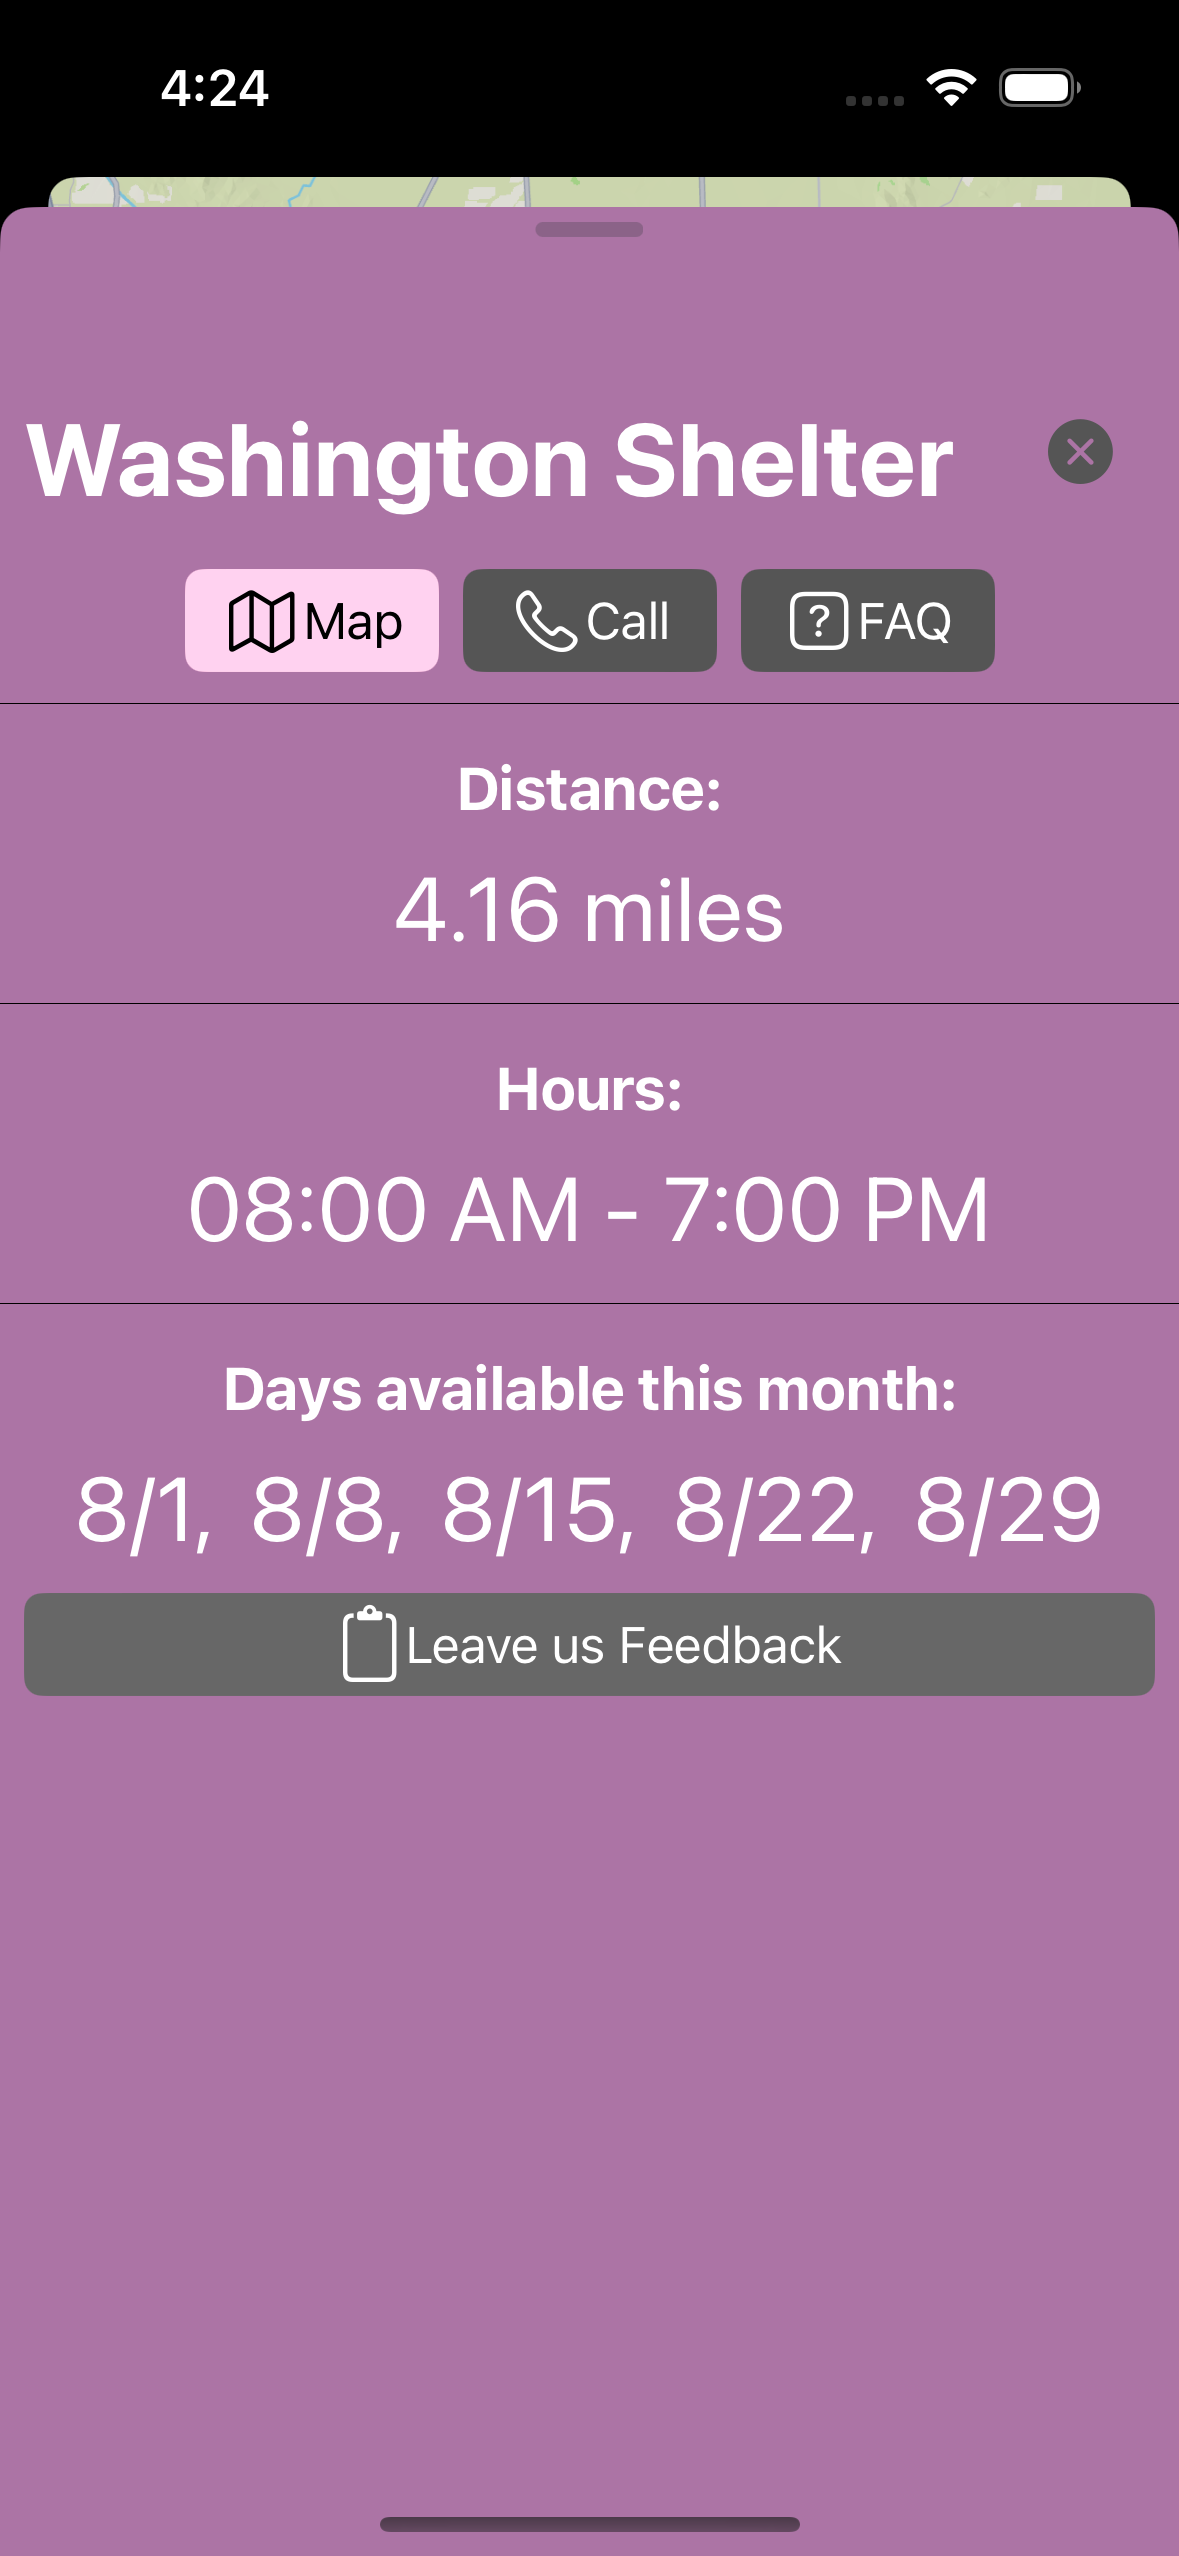 4:24
Washington Shelter
Map Call ? FAQ
Distance:
4.16 miles
Hours:
08:00 AM - 7:00 PM
Days available this month:
8/1, 8/8, 8/15, 8/22, 8/29
Leave us Feedback